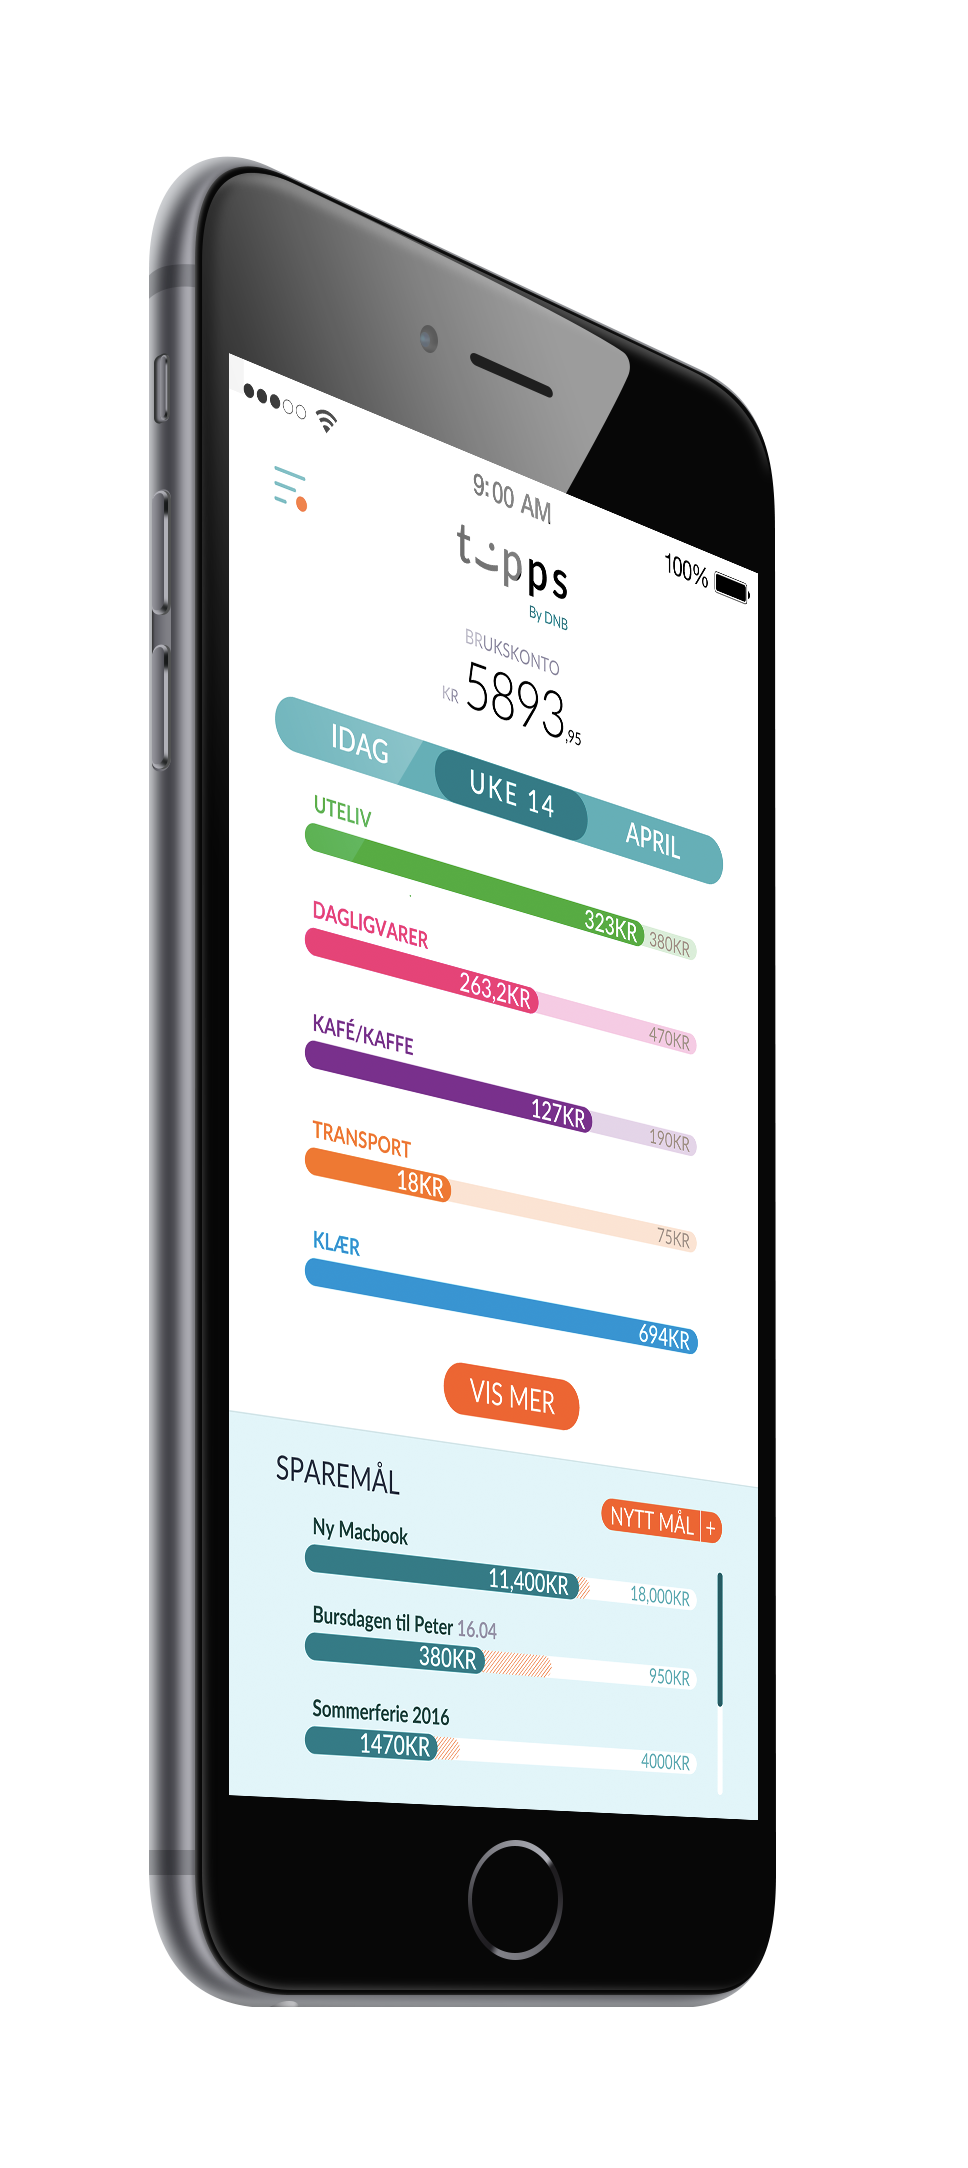 9:00 AM
100%
tipps
By DNB
BRUKSKONTO
KR 5893,95
IDAG UKE 14 APRIL
UTELIV
323KR 380KR
DAGLIGVARER
263,2KR 470KR
KAFÉ/KAFFE
127KR 190KR
TRANSPORT
18KR 75KR
KLÆR
694KR
VIS MER
SPAREMÅL
NYTT MÅL +
Ny Macbook
11,400KR 18,000KR
Bursdagen til Peter 16.04
380KR 950KR
Sommerferie 2016
1470KR 4000KR